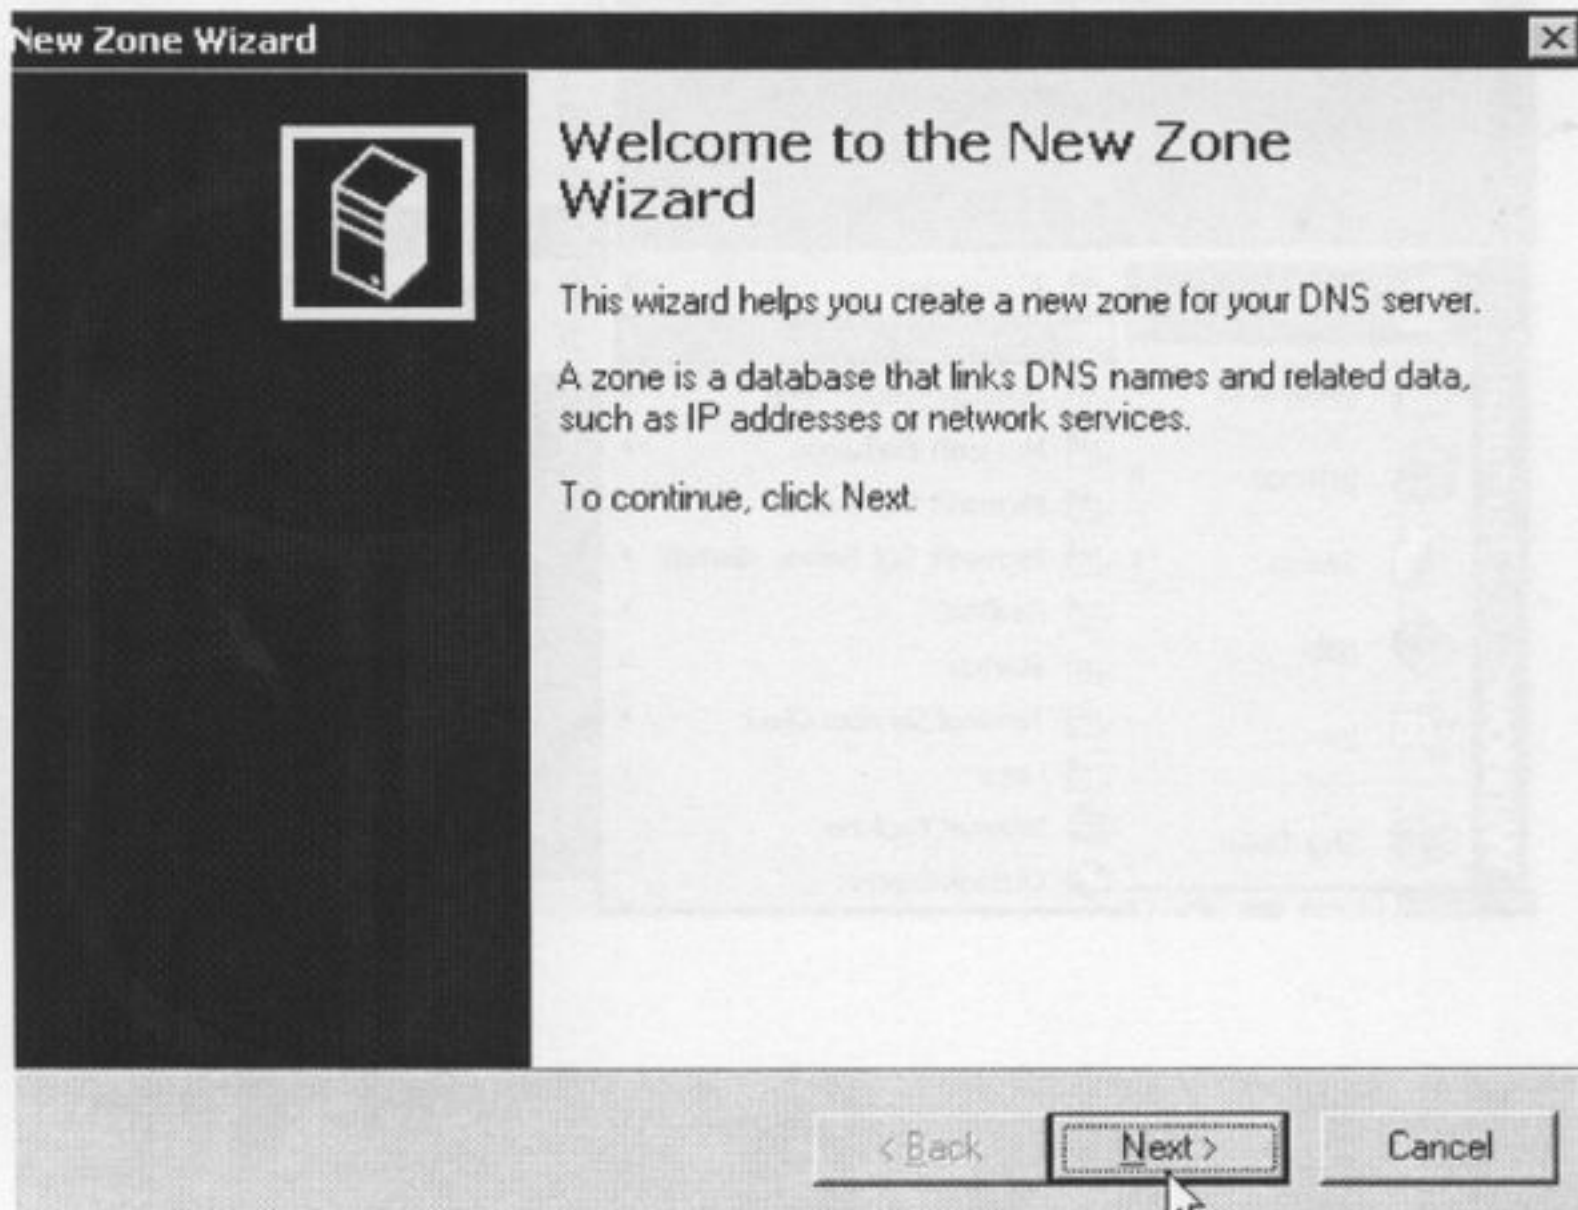 New Zone Wizard
Welcome to the New Zone
Wizard
This wizard helps you create a new zone for your DNS server.
A zone is a database that links DNS names and related data,
such as IP addresses or network services.
To continue, click Next.
< Back
Next >
Cancel